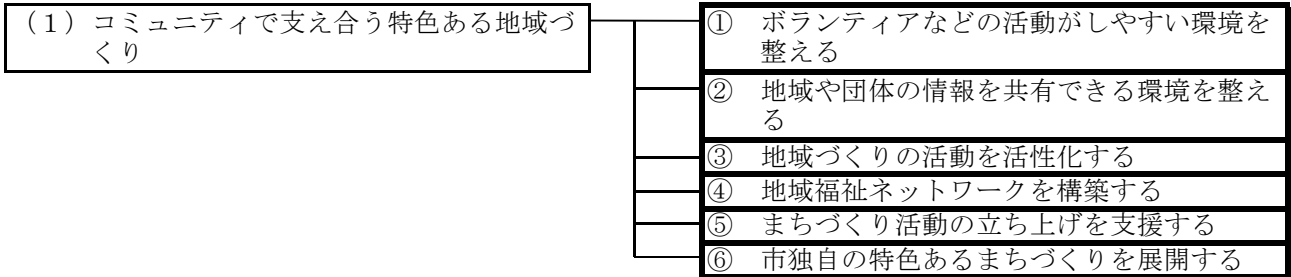 （１）コミュニティで支え合う特色ある地域づ
くり
① ボランティアなどの活動がしやすい環境を
整える
② 地域や団体の情報を共有できる環境を整え
る
③ 地域づくりの活動を活性化する
④ 地域福祉ネットワークを構築する
⑤ まちづくり活動の立ち上げを支援する
⑥ 市独自の特色あるまちづくりを展開する